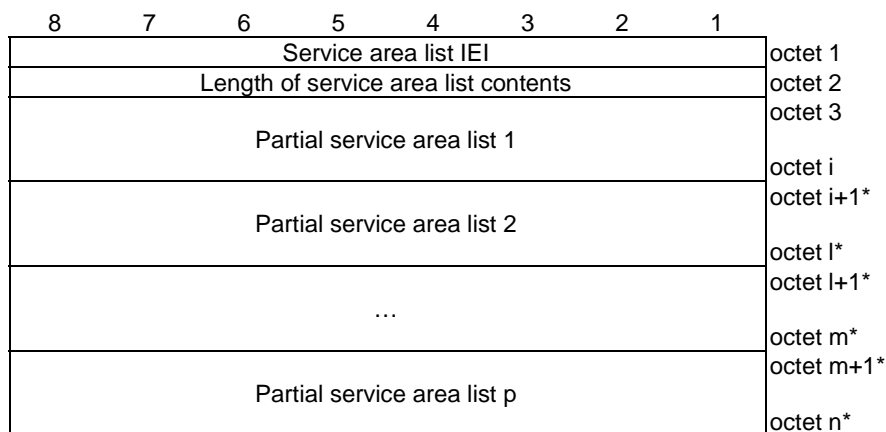 8 7 6 5 4 3 2 1
Service area list IEI octet 1
Length of service area list contents octet 2
octet 3
Partial service area list 1
octet i
octet i+1*
Partial service area list 2
octet l*
octet l+1*
…
octet m*
octet m+1*
Partial service area list p
octet n*